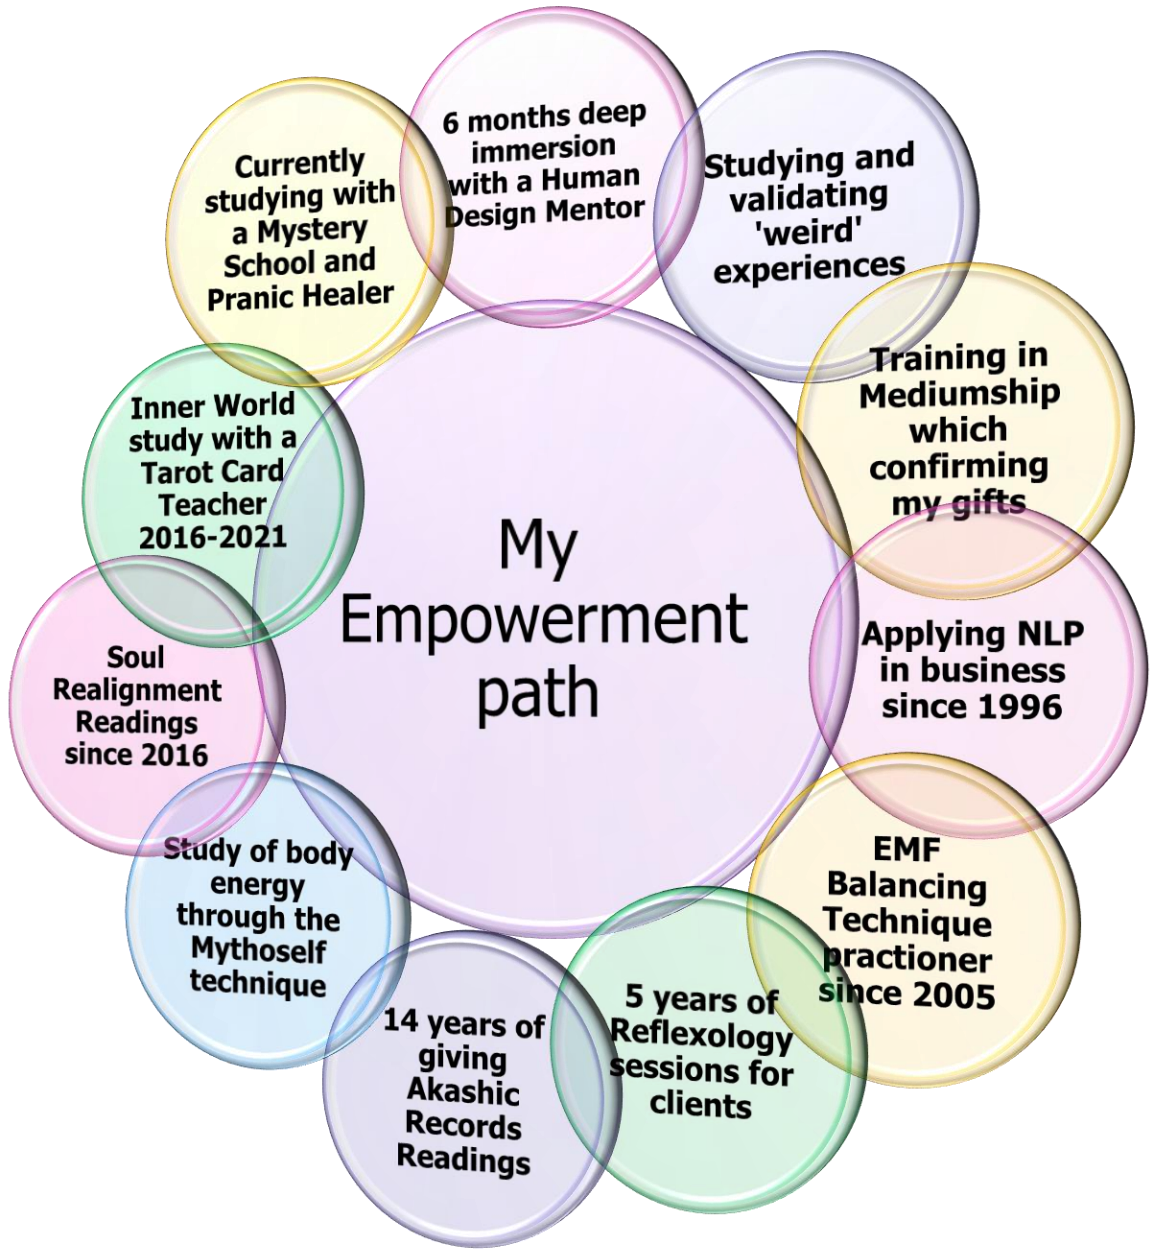 My
Empowerment
path
6 months deep
immersion
with a Human
Design Mentor
Studying and
validating
'weird'
experiences
Training in
Mediumship
which
confirming
my gifts
Applying NLP
in business
since 1996
EMF
Balancing
Technique
practioner
since 2005
5 years of
Reflexology
sessions for
clients
14 years of
giving
Akashic
Records
Readings
Study of body
energy
through the
Mythoself
technique
Soul
Realignment
Readings
since 2016
Inner World
study with a
Tarot Card
Teacher
2016-2021
Currently
studying with
a Mystery
School and
Pranic Healer